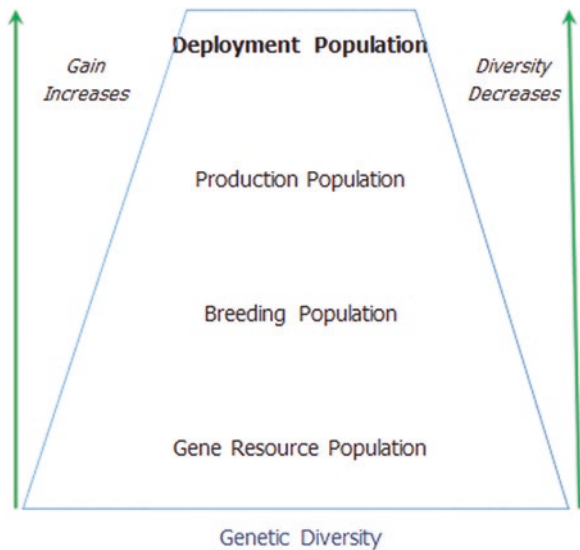 Deployment Population
Gain
Increases
Diversity
Decreases
Production Population
Breeding Population
Gene Resource Population
Genetic Diversity